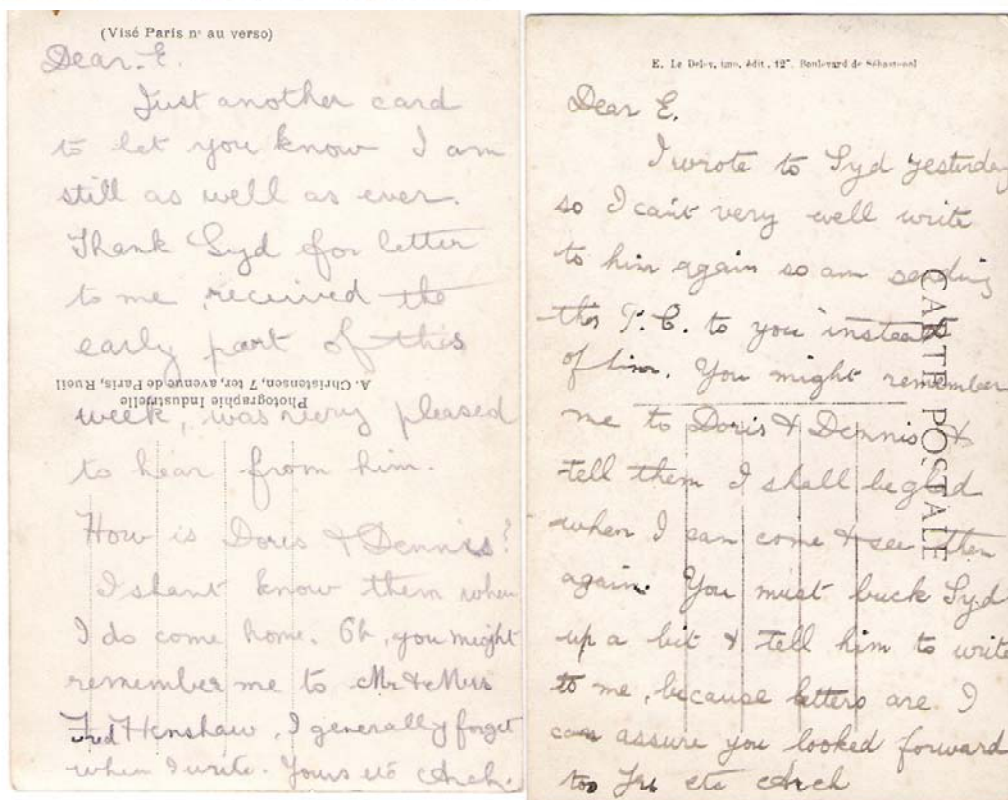 (Visé Paris n° au verso)
Dear. E.
Just another card
to let you know I am
still as well as ever.
Thank Syd for letter
to me received the
early part of this
A. Christensen, 7 ter, avenue de Paris, Rueil
Photographie Industrielle
week, was very pleased
to hear from him.
How is Doris & Dennis?
I shant know them when
I do come home. Oh, you might
remember me to Mr & Mrs
Fred Henshaw, I generally forget
when I write. Yours etc Arch.
E. Le Deley, imp. édit., 127, Boulevard de Sébastopol
Dear E.
I wrote to Syd yesterday
so I can't very well write
to him again so am sending
this P.C. to you instead
of him. You might remember
me to Doris & Dennis &
tell them I shall be glad
when I can come & see them
again. You must buck Syd
up a bit & tell him to write
to me, because letters are I
can assure you looked forward
too etc Arch
CARTE POSTALE